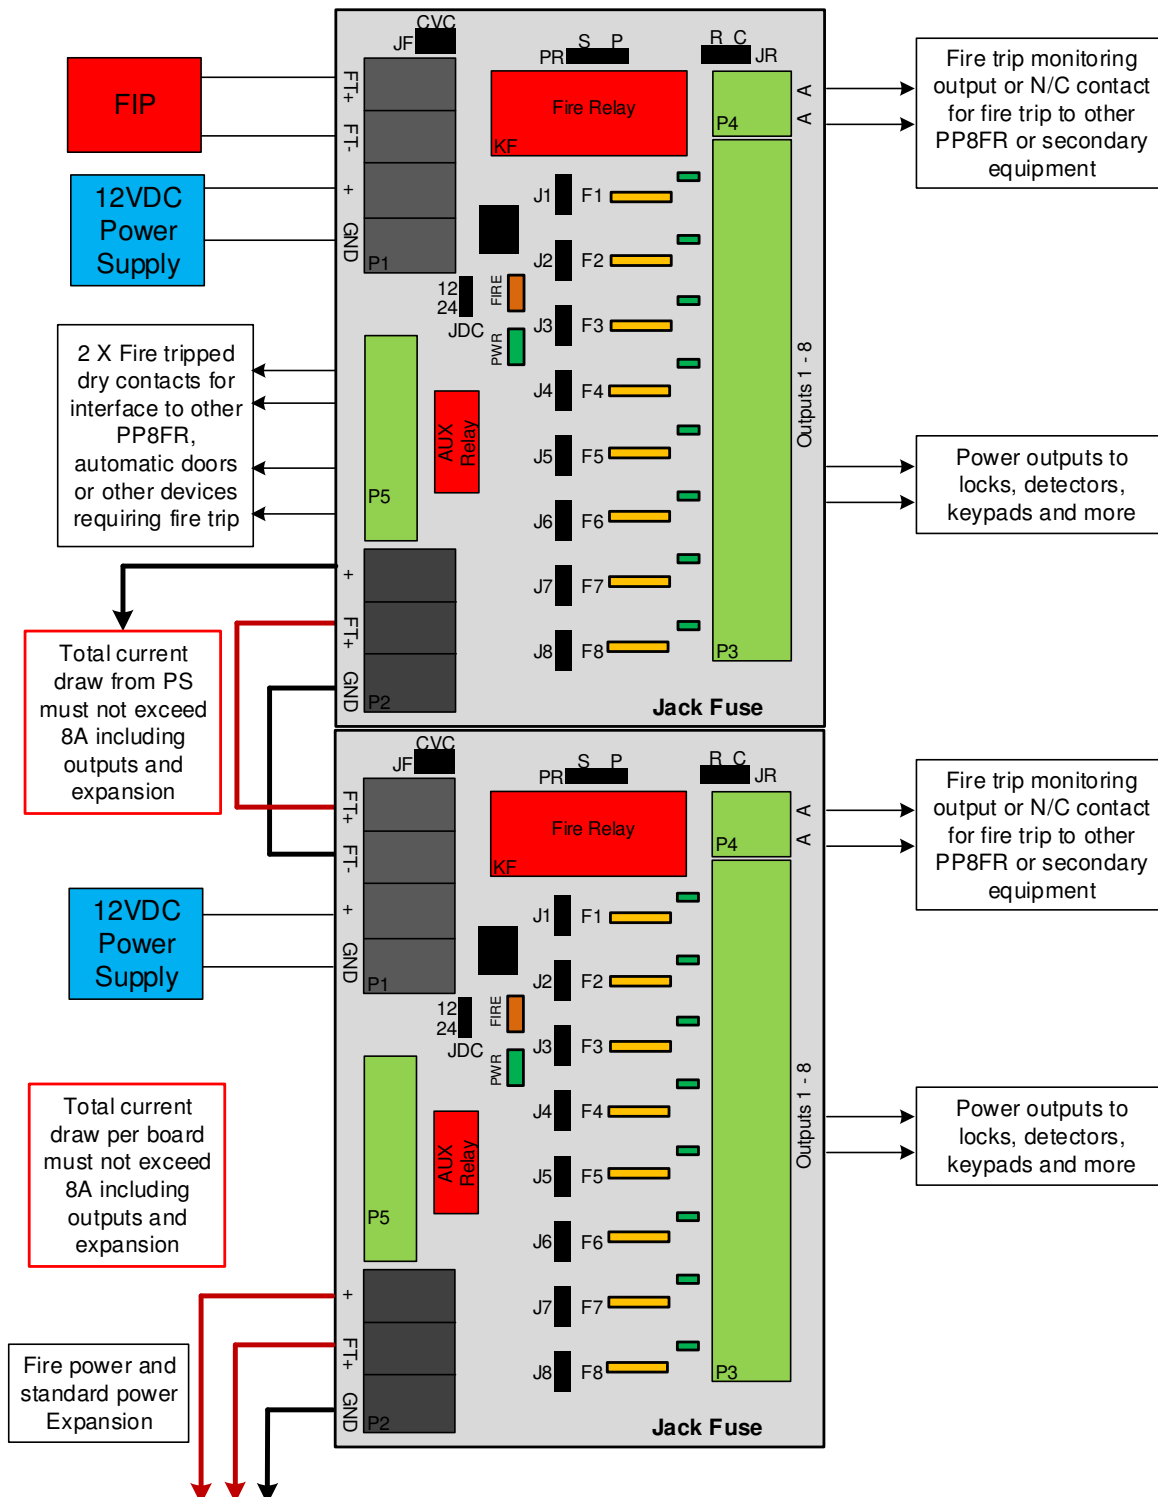 CVC
JF
S P
PR
R C
JR
FIP
FT+
FT-
+
GND
P1
Fire Relay
KF
P4
A
A
Fire trip monitoring
output or N/C contact
for fire trip to other
PP8FR or secondary
equipment
12VDC
Power
Supply
J1 F1
J2 F2
J3 F3
J4 F4
J5 F5
J6 F6
J7 F7
J8 F8
12
24
JDC
FIRE
PWR
2 X Fire tripped
dry contacts for
interface to other
PP8FR,
automatic doors
or other devices
requiring fire trip
P5
AUX
Relay
Outputs 1 - 8
P3
Power outputs to
locks, detectors,
keypads and more
+
FT+
GND
P2
Total current
draw from PS
must not exceed
8A including
outputs and
expansion
Jack Fuse
CVC
JF
S P
PR
R C
JR
FT+
FT-
+
GND
P1
Fire Relay
KF
P4
A
A
Fire trip monitoring
output or N/C contact
for fire trip to other
PP8FR or secondary
equipment
12VDC
Power
Supply
J1 F1
J2 F2
J3 F3
J4 F4
J5 F5
J6 F6
J7 F7
J8 F8
12
24
JDC
FIRE
PWR
Total current
draw per board
must not exceed
8A including
outputs and
expansion
P5
AUX
Relay
Outputs 1 - 8
P3
Power outputs to
locks, detectors,
keypads and more
+
FT+
GND
P2
Fire power and
standard power
Expansion
Jack Fuse